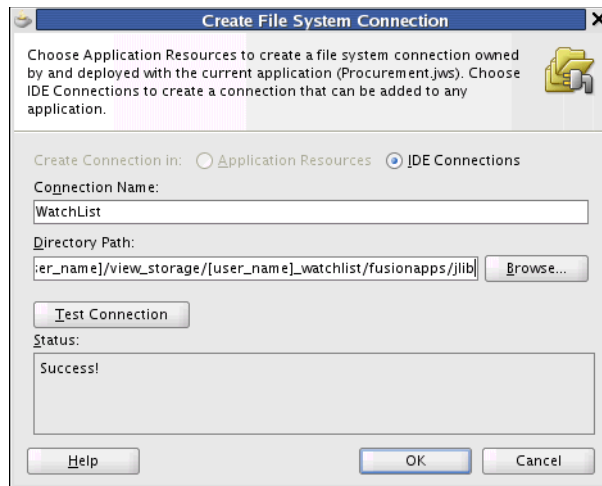 Create File System Connection
Choose Application Resources to create a file system connection owned
by and deployed with the current application (Procurement.jws). Choose
IDE Connections to create a connection that can be added to any
application.
Create Connection in: Application Resources IDE Connections
Connection Name:
WatchList
Directory Path:
er_name]/view_storage/[user_name]_watchlist/fusionapps/jlib Browse...
Test Connection
Status:
Success!
Help OK Cancel